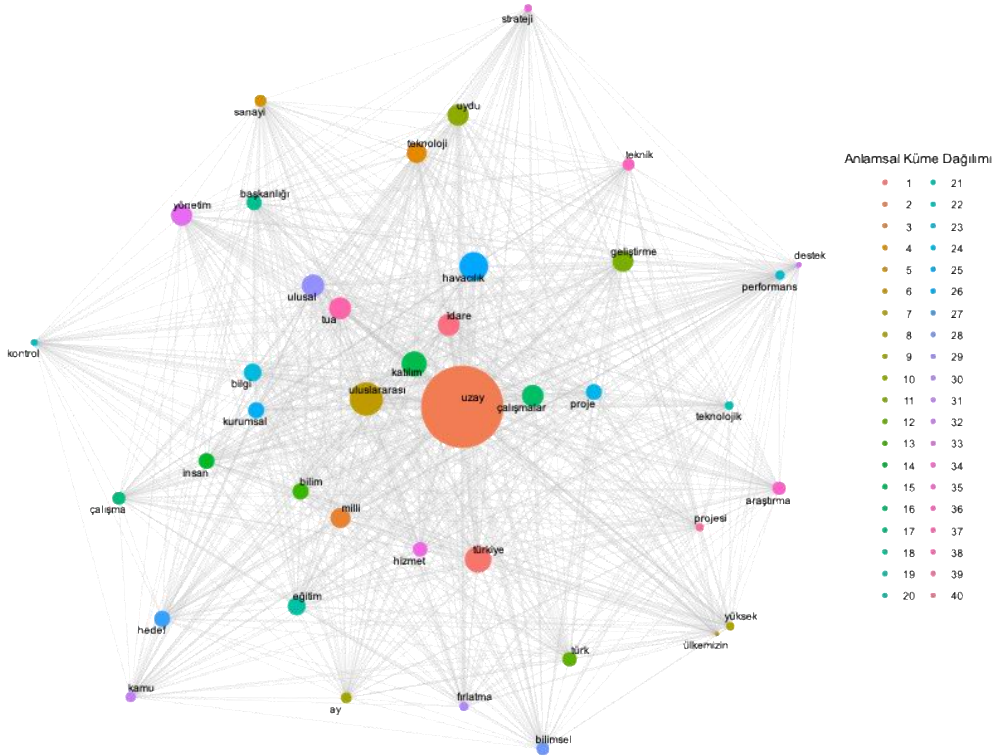 strateji
sanayi
uydu
teknoloji
teknik
başkanlığı
yönetim
geliştirme
destek
havacılık
performans
ulusal
tua
idare
kontrol
katılım
bilgi
uluslararası
uzay
kurumsal
çalışmalar
proje
teknolojik
insan
bilim
araştırma
çalışma
milli
projesi
türkiye
hizmet
eğitim
hedef
yüksek
ülkemizin
türk
kamu
ay
fırlatma
bilimsel
Anlamsal Küme Dağılımı
1 21
2 22
3 23
4 24
5 25
6 26
7 27
8 28
9 29
10 30
11 31
12 32
13 33
14 34
15 35
16 36
17 37
18 38
19 39
20 40